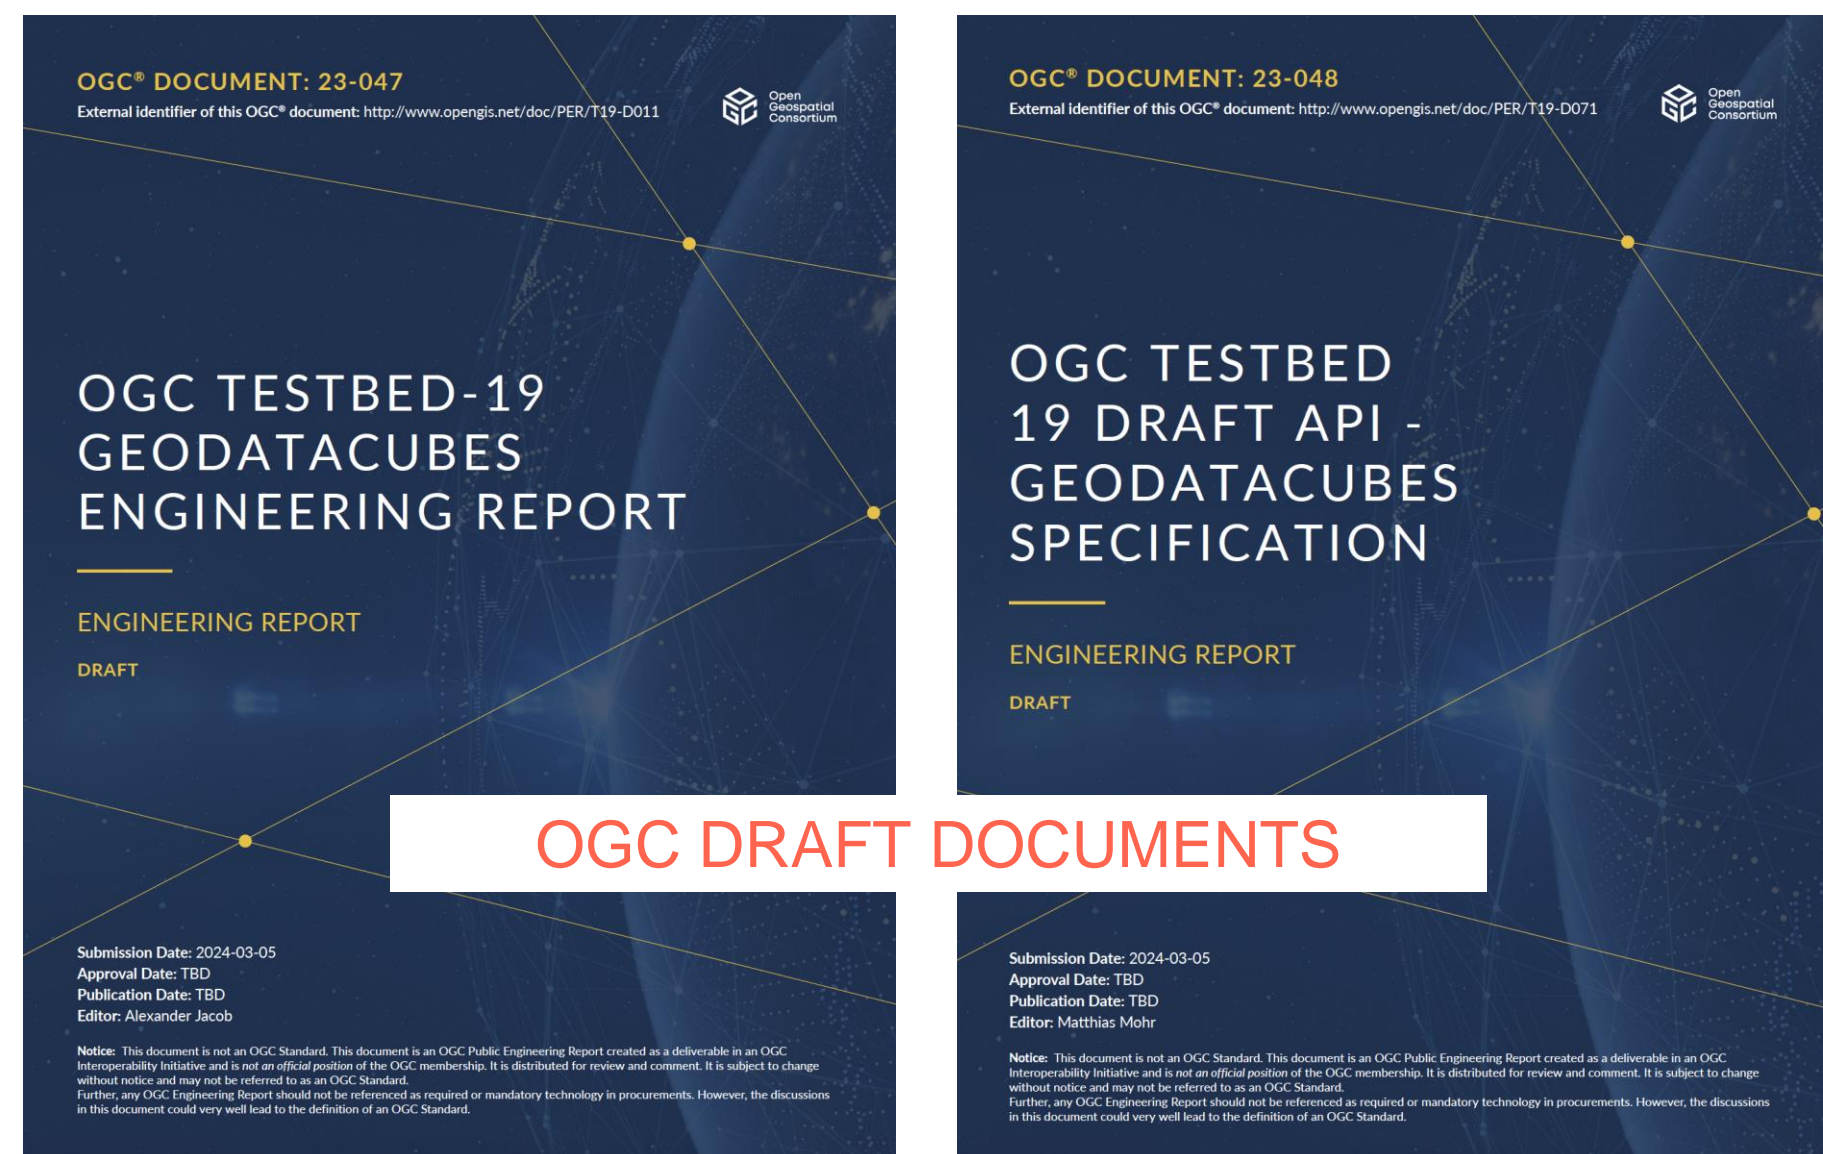 OGC® DOCUMENT: 23-047
External identifier of this OGC® document: http://www.opengis.net/doc/PER/T19-D011
Open
Geospatial
Consortium
OGC TESTBED-19
GEODATACUBES
ENGINEERING REPORT
ENGINEERING REPORT
DRAFT
Submission Date: 2024-03-05
Approval Date: TBD
Publication Date: TBD
Editor: Alexander Jacob
Notice: This document is not an OGC Standard. This document is an OGC Public Engineering Report created as a deliverable in an OGC
Interoperability Initiative and is not an official position of the OGC membership. It is distributed for review and comment. It is subject to change
without notice and may not be referred to as an OGC Standard.
Further, any OGC Engineering Report should not be referenced as required or mandatory technology in procurements. However, the discussions
in this document could very well lead to the definition of an OGC Standard.
OGC® DOCUMENT: 23-048
External identifier of this OGC® document: http://www.opengis.net/doc/PER/T19-D071
Open
Geospatial
Consortium
OGC TESTBED
19 DRAFT API -
GEODATACUBES
SPECIFICATION
ENGINEERING REPORT
DRAFT
Submission Date: 2024-03-05
Approval Date: TBD
Publication Date: TBD
Editor: Matthias Mohr
Notice: This document is not an OGC Standard. This document is an OGC Public Engineering Report created as a deliverable in an OGC
Interoperability Initiative and is not an official position of the OGC membership. It is distributed for review and comment. It is subject to change
without notice and may not be referred to as an OGC Standard.
Further, any OGC Engineering Report should not be referenced as required or mandatory technology in procurements. However, the discussions
in this document could very well lead to the definition of an OGC Standard.
OGC DRAFT DOCUMENTS